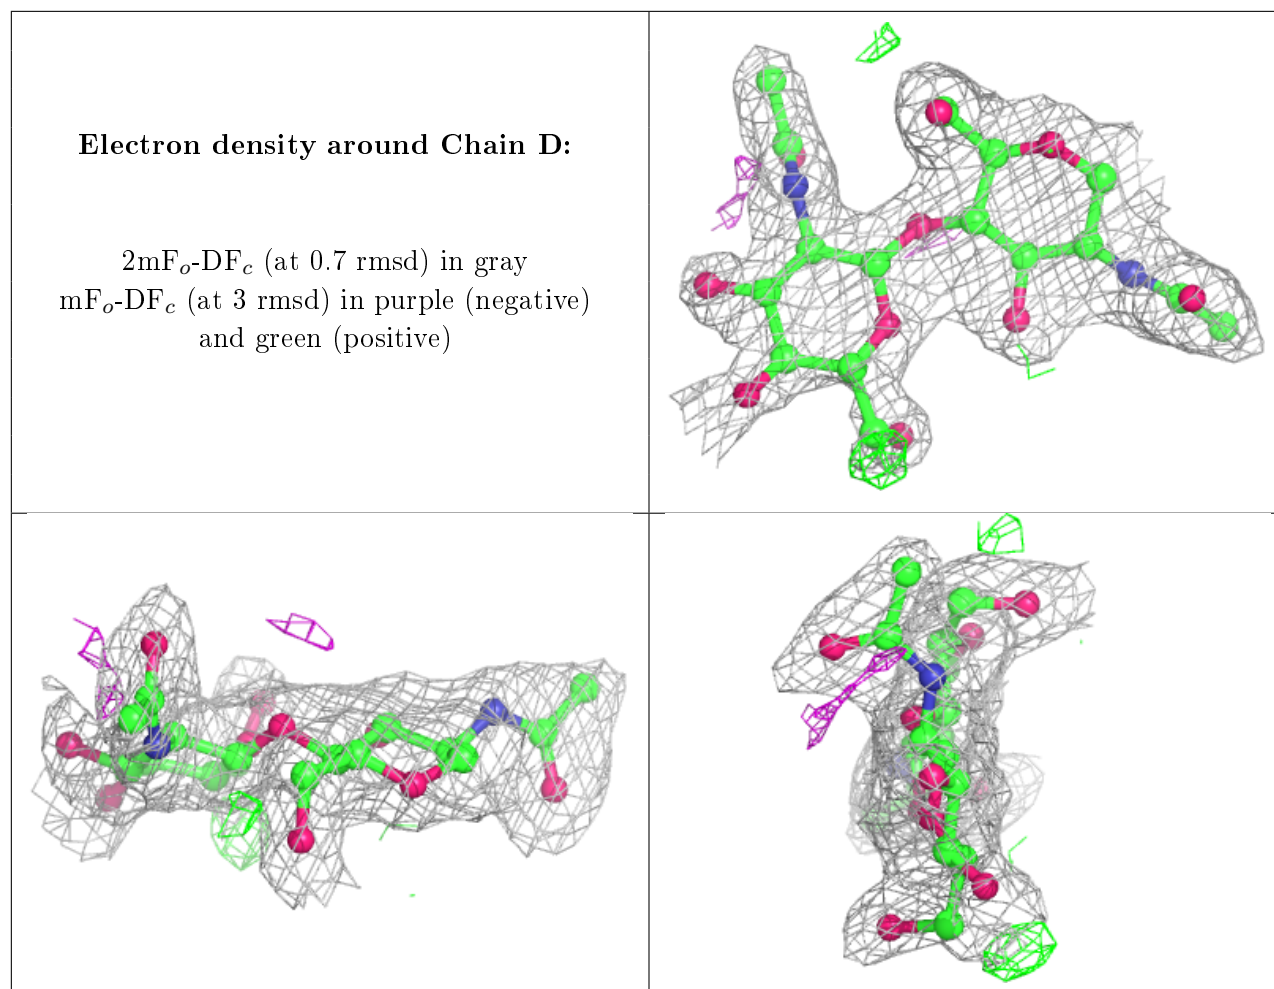 Electron density around Chain D:
2mFₒ-DF𝒸 (at 0.7 rmsd) in gray
mFₒ-DF𝒸 (at 3 rmsd) in purple (negative)
and green (positive)